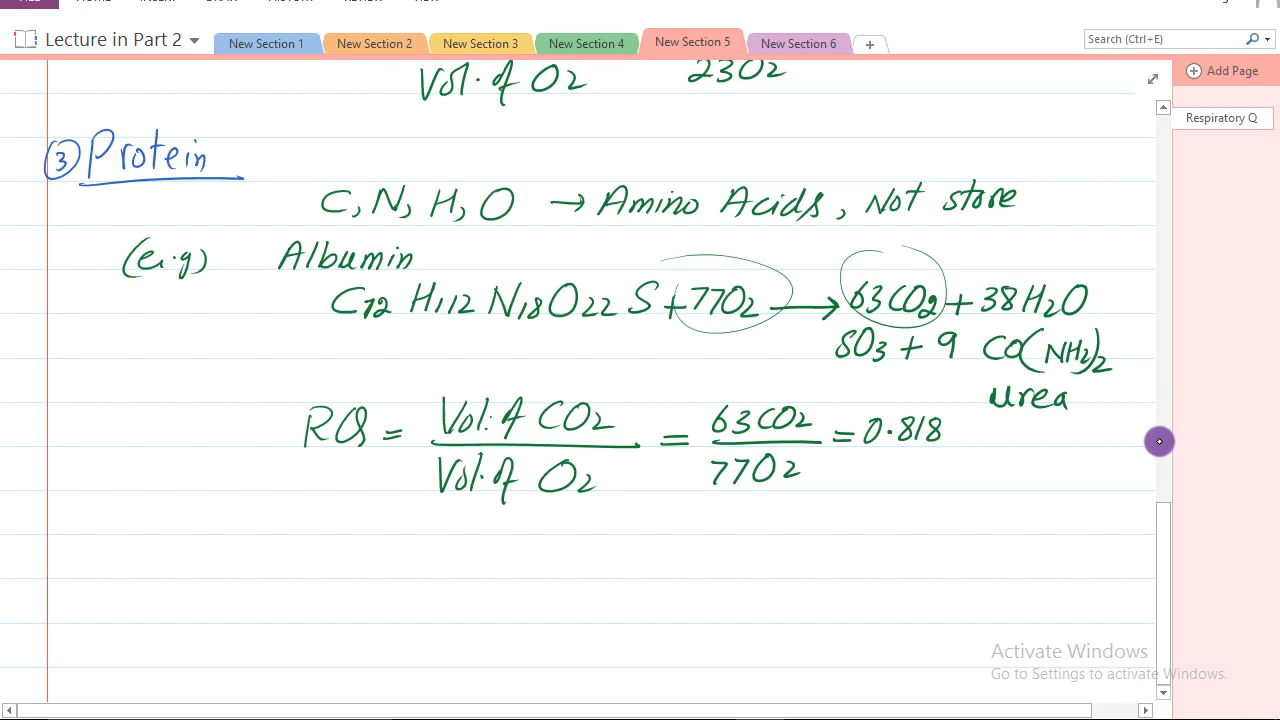 Lecture in Part 2
New Section 1
New Section 2
New Section 3
New Section 4
New Section 5
New Section 6
Search (Ctrl+E)
Add Page
Respiratory Q
Vol. of O2 23O2
③ Protein
C, N, H, O → Amino Acids, Not store
(e.g) Albumin
C72 H112 N18O22 S + 77O2 → 63CO2 + 38H2O
SO3 + 9 CO(NH2)2
urea
RQ = Vol. of CO2 / Vol. of O2 = 63CO2 / 77O2 = 0.818
Activate Windows
Go to Settings to activate Windows.